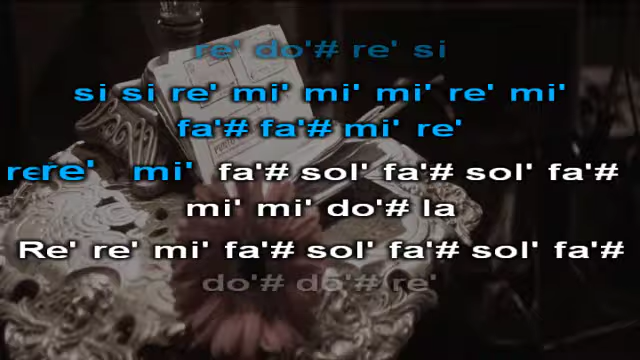 re' do'# re' si
si si re' mi' mi' mi' re' mi'
fa'# fa'# mi' re'
re' mi' fa'# sol' fa'# sol' fa'#
mi' mi' do'# la
Re' re' mi' fa'# sol' fa'# sol' fa'#
do'# do'# re'